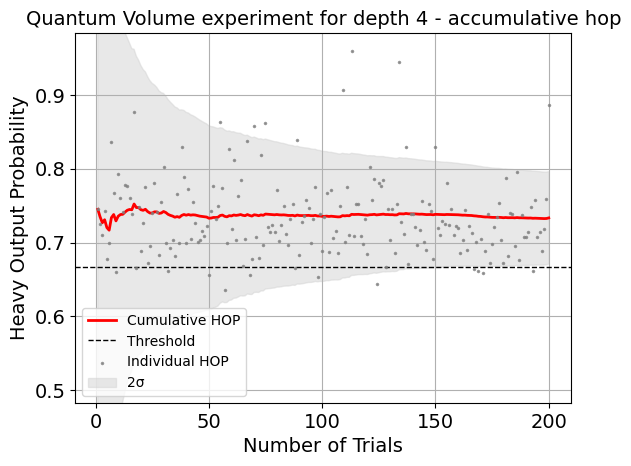 Quantum Volume experiment for depth 4 - accumulative hop
Heavy Output Probability
0.9
0.8
0.7
0.6
0.5
Cumulative HOP
Threshold
Individual HOP
2σ
0
50
100
150
200
Number of Trials